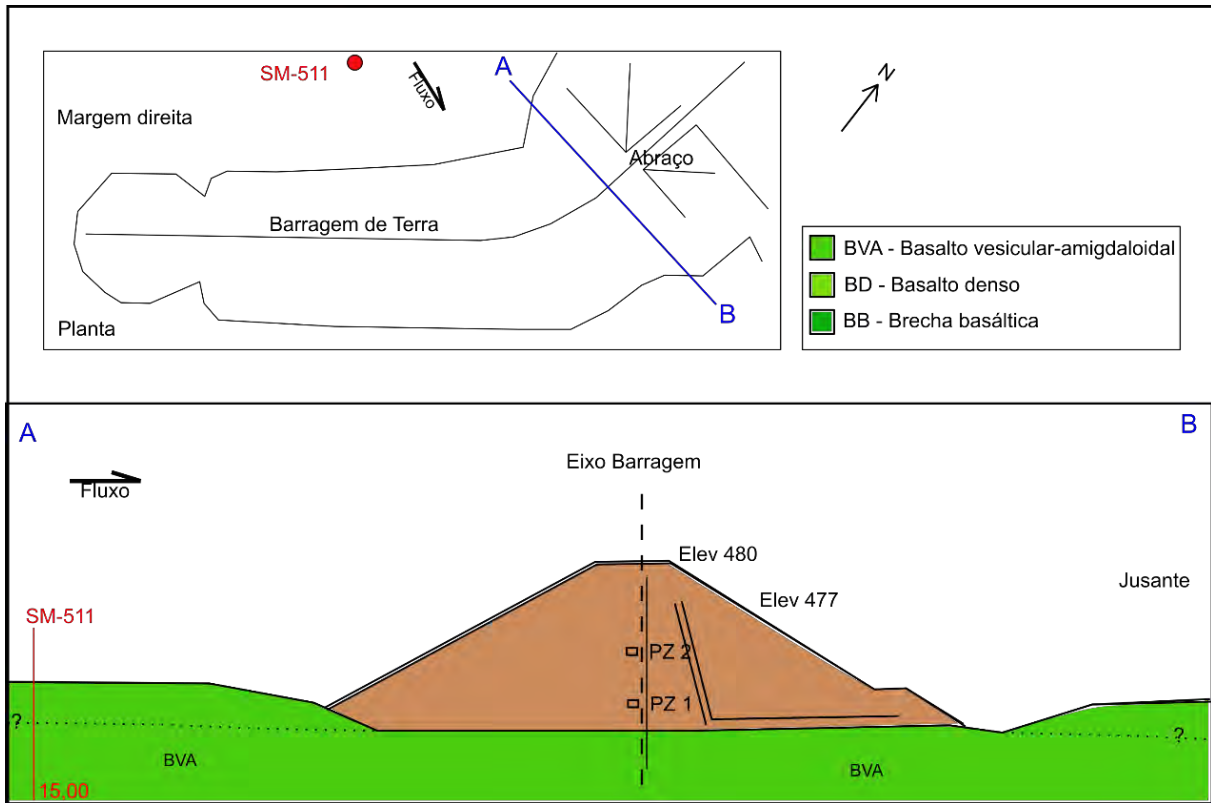 SM-511
Fluxo
A
N
Margem direita
Abraço
Barragem de Terra
B
Planta
BVA - Basalto vesicular-amigdaloidal
BD - Basalto denso
BB - Brecha basáltica
A
B
Eixo Barragem
Fluxo
Elev 480
Elev 477
Jusante
SM-511
PZ 2
PZ 1
?
?
BVA
BVA
15,00